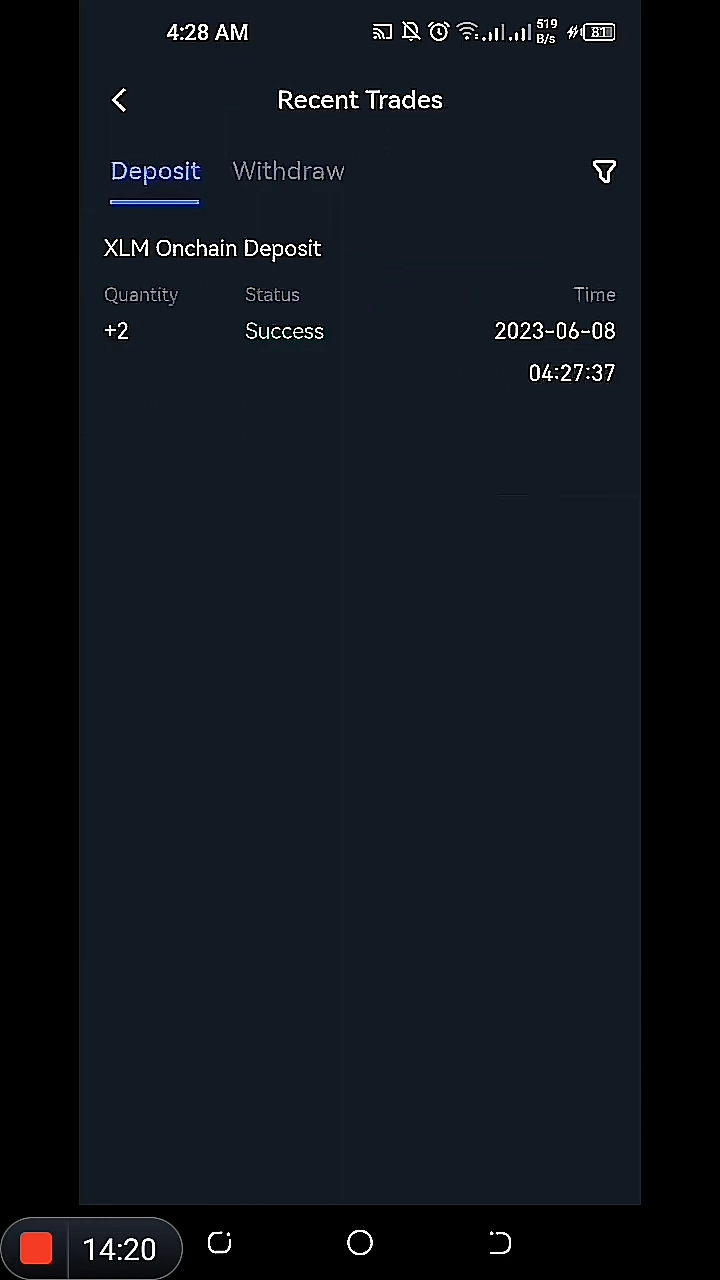 4:28 AM 519 B/s 81
Recent Trades
Deposit Withdraw
XLM Onchain Deposit
Quantity Status Time
+2 Success 2023-06-08
04:27:37
14:20